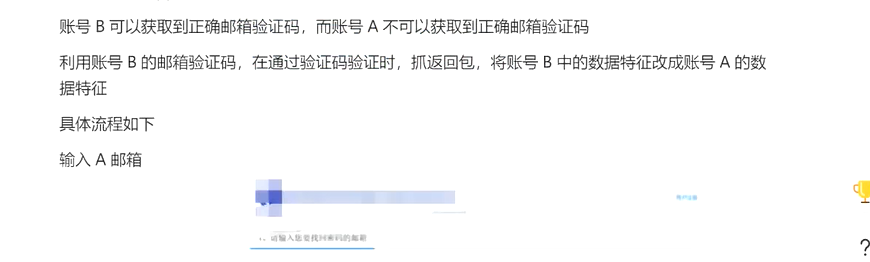 账号 B 可以获取到正确邮箱验证码，而账号 A 不可以获取到正确邮箱验证码
利用账号 B 的邮箱验证码，在通过验证码验证时，抓返回包，将账号 B 中的数据特征改成账号 A 的数
据特征
具体流程如下
输入 A 邮箱
请输入您要找回密码的邮箱
?